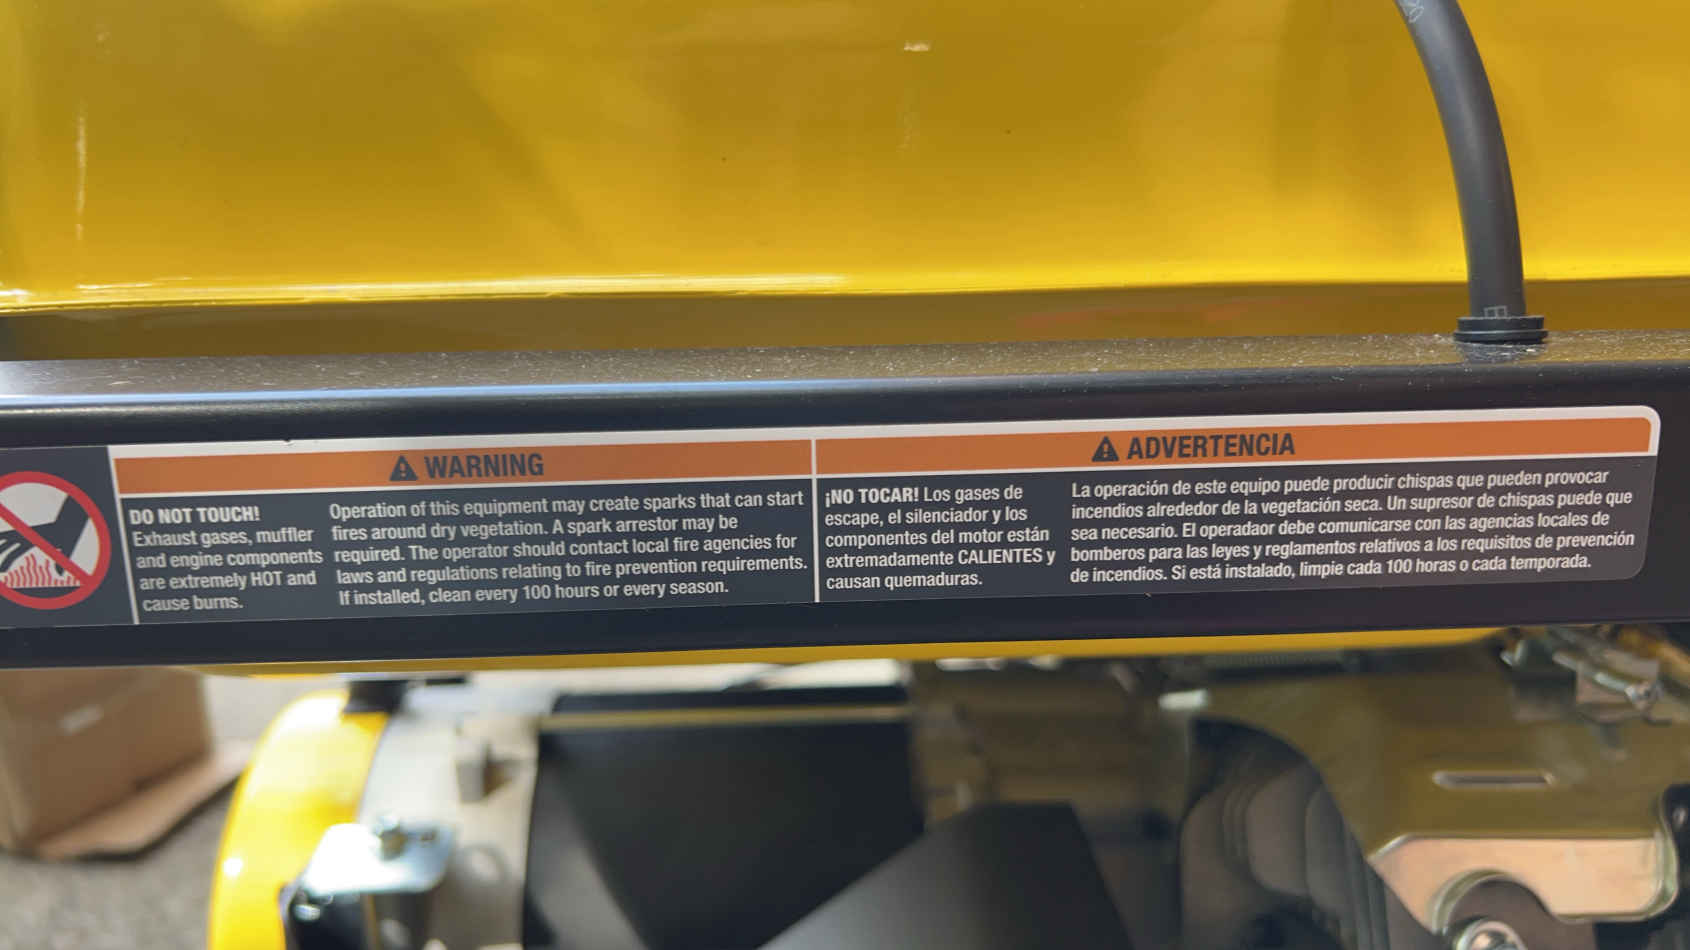 WARNING
DO NOT TOUCH!
Exhaust gases, muffler
and engine components
are extremely HOT and
cause burns.
Operation of this equipment may create sparks that can start
fires around dry vegetation. A spark arrestor may be
required. The operator should contact local fire agencies for
laws and regulations relating to fire prevention requirements.
If installed, clean every 100 hours or every season.
ADVERTENCIA
¡NO TOCAR! Los gases de
escape, el silenciador y los
componentes del motor están
extremadamente CALIENTES y
causan quemaduras.
La operación de este equipo puede producir chispas que pueden provocar
incendios alrededor de la vegetación seca. Un supresor de chispas puede que
sea necesario. El operadaor debe comunicarse con las agencias locales de
bomberos para las leyes y reglamentos relativos a los requisitos de prevención
de incendios. Si está instalado, limpie cada 100 horas o cada temporada.